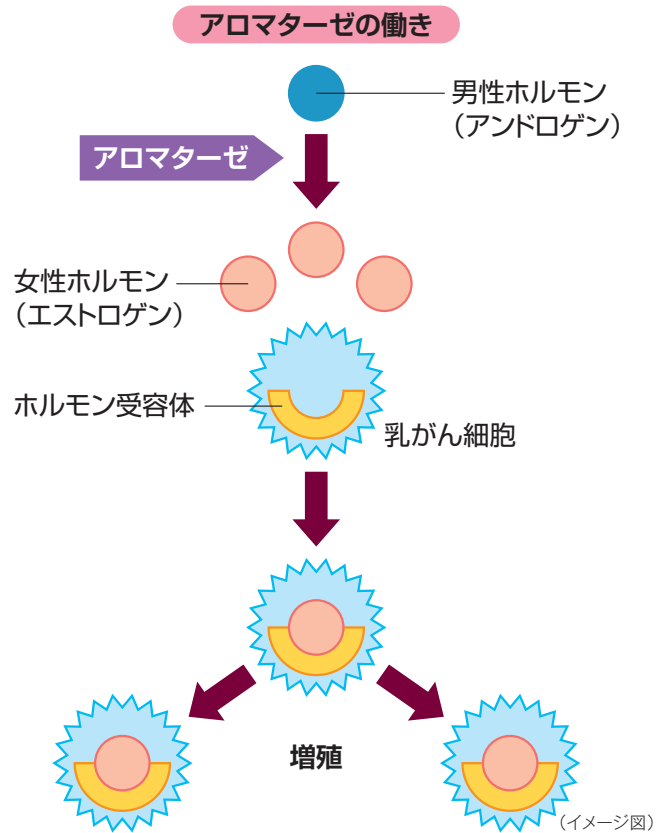 アロマターゼの働き
男性ホルモン
（アンドロゲン）
アロマターゼ
女性ホルモン
（エストロゲン）
ホルモン受容体
乳がん細胞
増殖
（イメージ図）